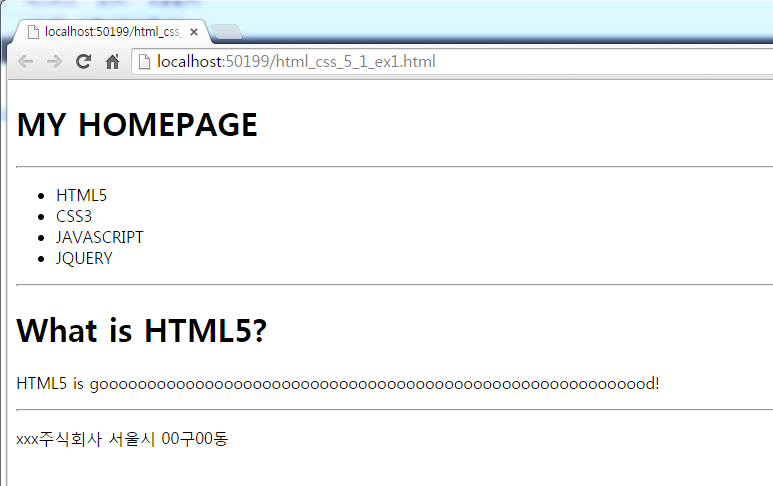 localhost:50199/html_css_
localhost:50199/html_css_5_1_ex1.html
MY HOMEPAGE
HTML5
CSS3
JAVASCRIPT
JQUERY
What is HTML5?
HTML5 is gooooooooooooooooooooooooooooooooooooooooooooooooooooooooood!
xxx주식회사 서울시 00구00동